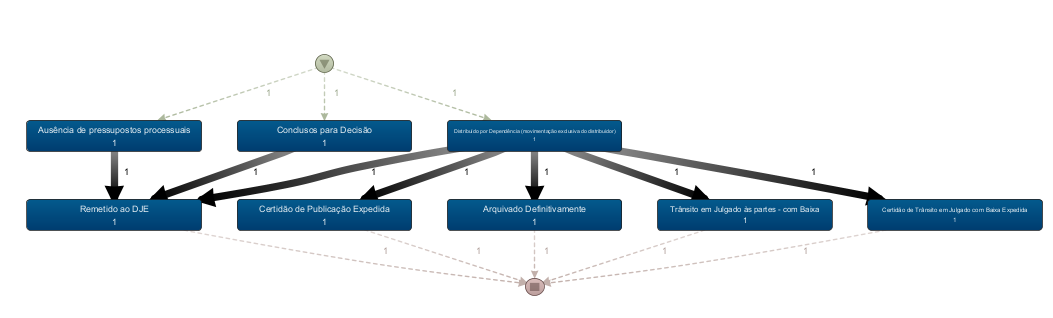 1
1
1
Ausência de pressupostos processuais
1
Conclusos para Decisão
1
Distribuído por Dependência (movimentação exclusiva do distribuidor)
1
1
1
1
1
1
1
1
Remetido ao DJE
1
Certidão de Publicação Expedida
1
Arquivado Definitivamente
1
Trânsito em Julgado às partes - com Baixa
1
Certidão de Trânsito em Julgado com Baixa Expedida
1
1
1
1
1
1